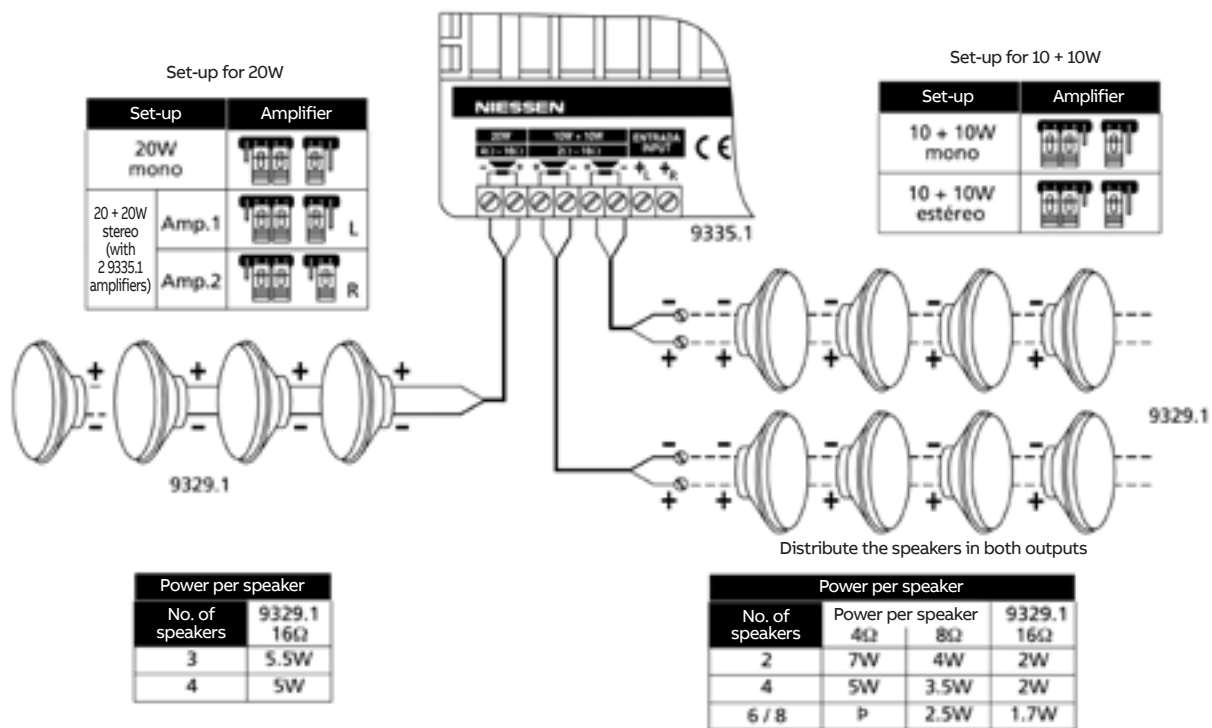 Set-up for 20W
Set-up Amplifier
20W
mono
20 + 20W
stereo
(with
2 9335.1
amplifiers)
Amp.1 L
Amp.2 R
NIESSEN
20W 10W + 10W ENTRADA
INPUT
4Ω - 16Ω 2Ω - 16Ω
CE
- + - + - + + +
L R
9335.1
Set-up for 10 + 10W
Set-up Amplifier
10 + 10W
mono
10 + 10W
estéreo
+ + + +
- - - -
9329.1
- - - - -
+ + + + +
9329.1
- - - - -
+ + + + +
Distribute the speakers in both outputs
Power per speaker
No. of
speakers
9329.1
16Ω
3 5.5W
4 5W
Power per speaker
No. of
speakers
Power per speaker
4Ω 8Ω
9329.1
16Ω
2 7W 4W 2W
4 5W 3.5W 2W
6 / 8 Þ 2.5W 1.7W